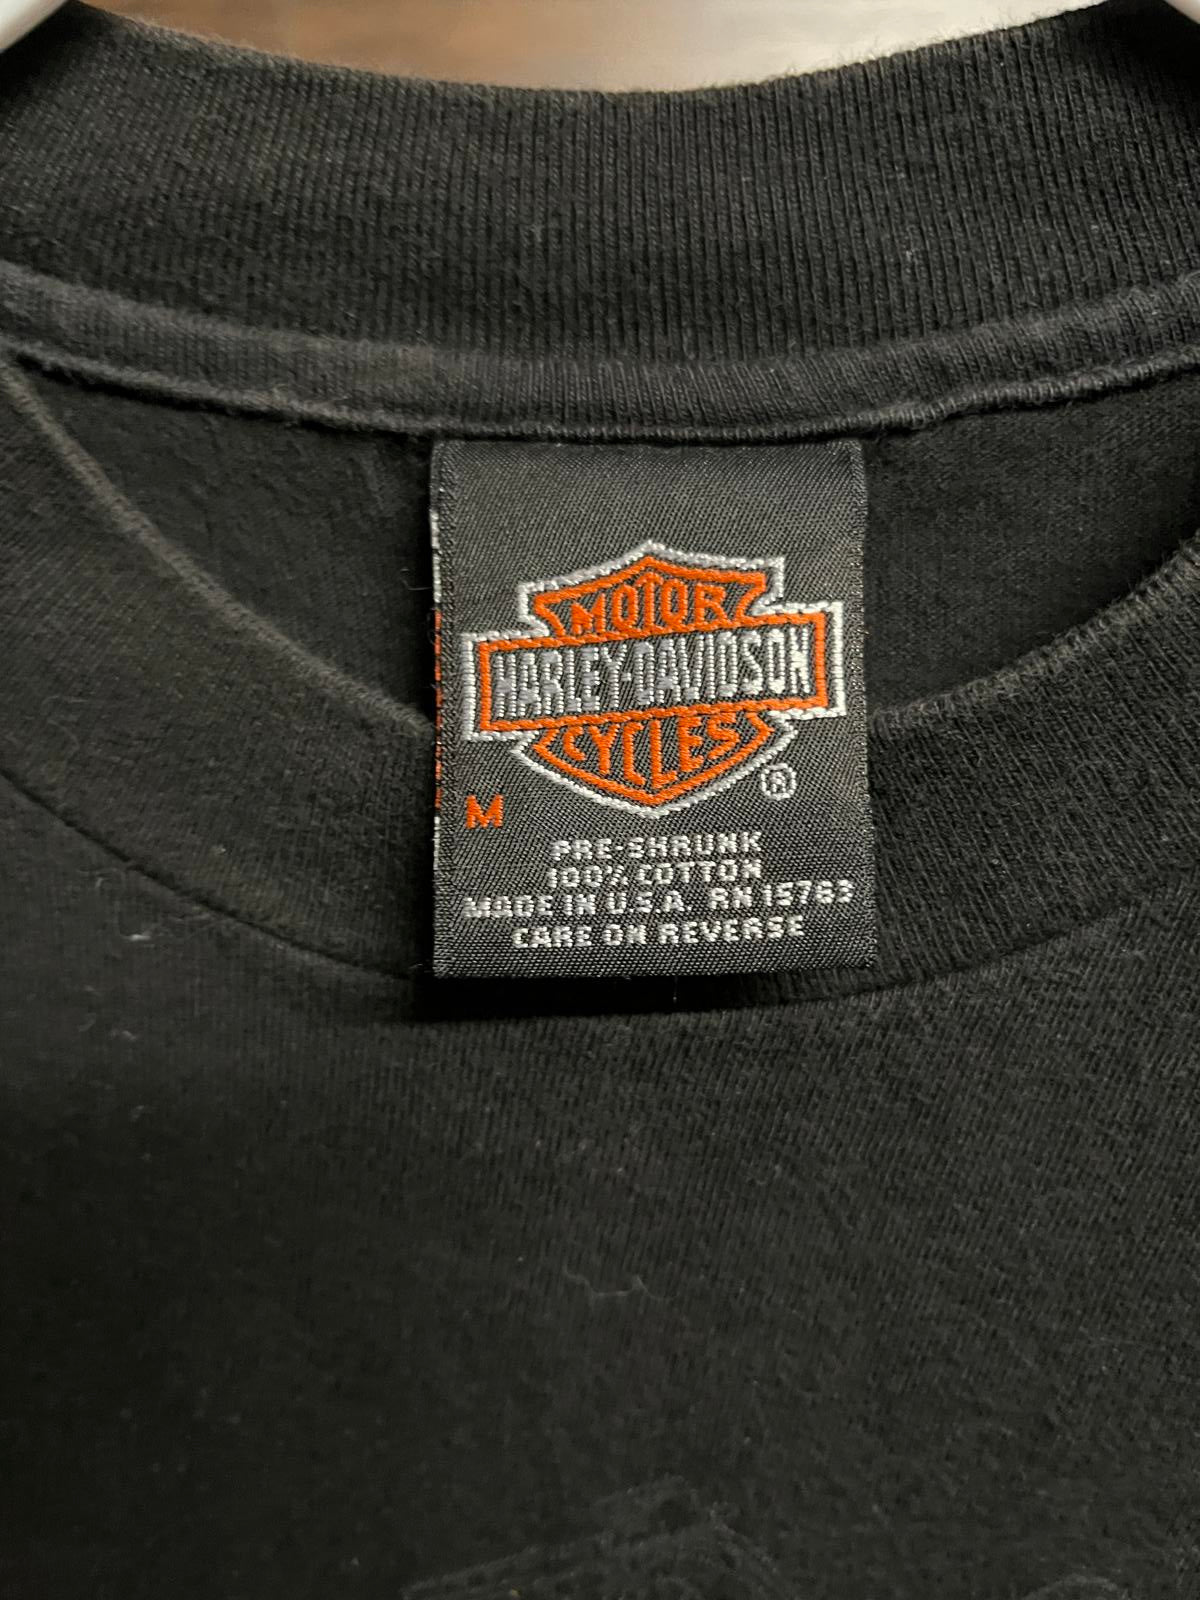 MOTOR
HARLEY-DAVIDSON
CYCLES
®
M
PRE-SHRUNK
100% COTTON
MADE IN U.S.A. RN 15763
CARE ON REVERSE